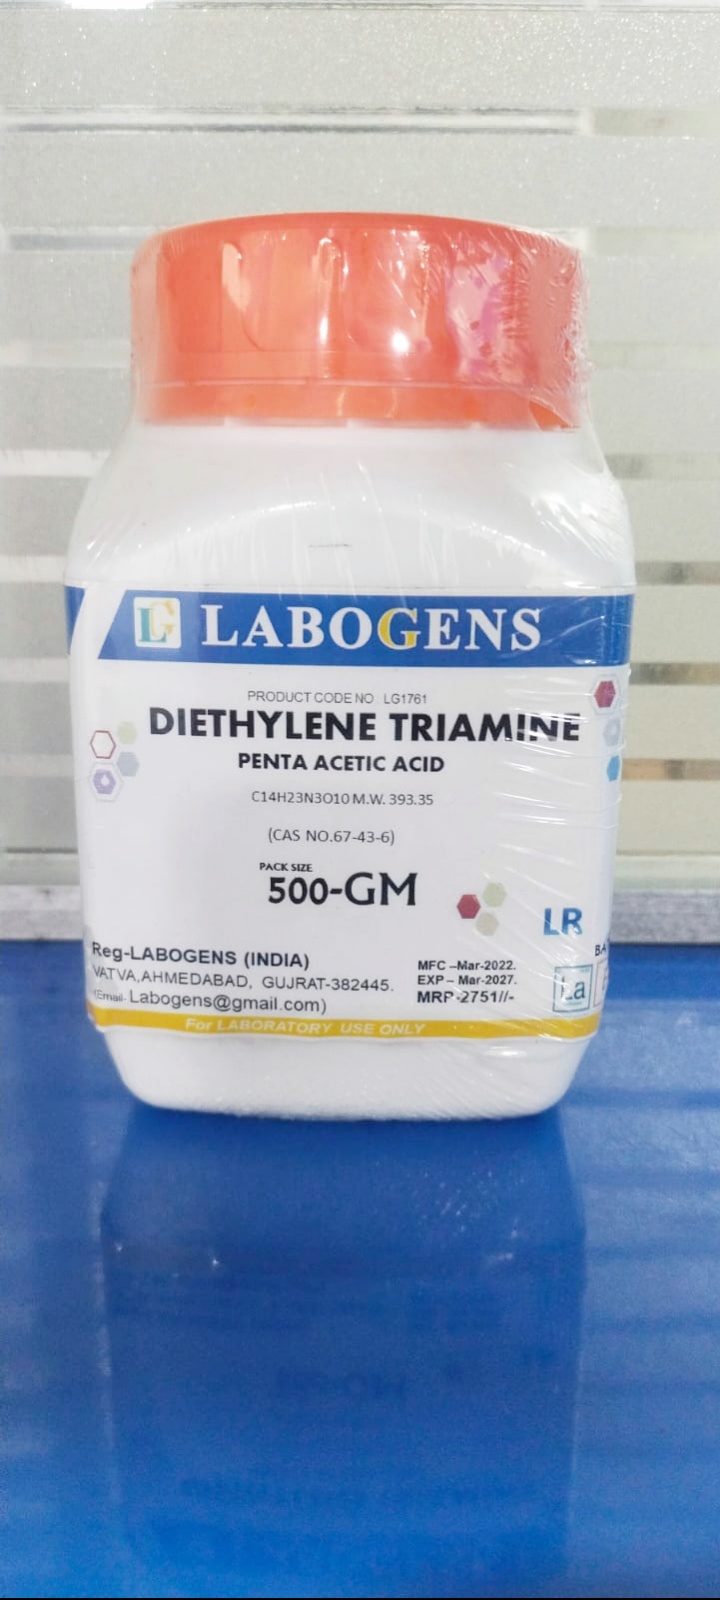 LG LABOGENS
PRODUCT CODE NO LG1761
DIETHYLENE TRIAMINE
PENTA ACETIC ACID
C14H23N3O10 M.W. 393.35
(CAS NO.67-43-6)
PACK SIZE
500-GM
LR
Reg-LABOGENS (INDIA)
VATVA,AHMEDABAD, GUJRAT-382445.
(Email- Labogens@gmail.com)
MFC –Mar-2022.
EXP – Mar-2027.
MRP-2751//-
La
For LABORATORY USE ONLY